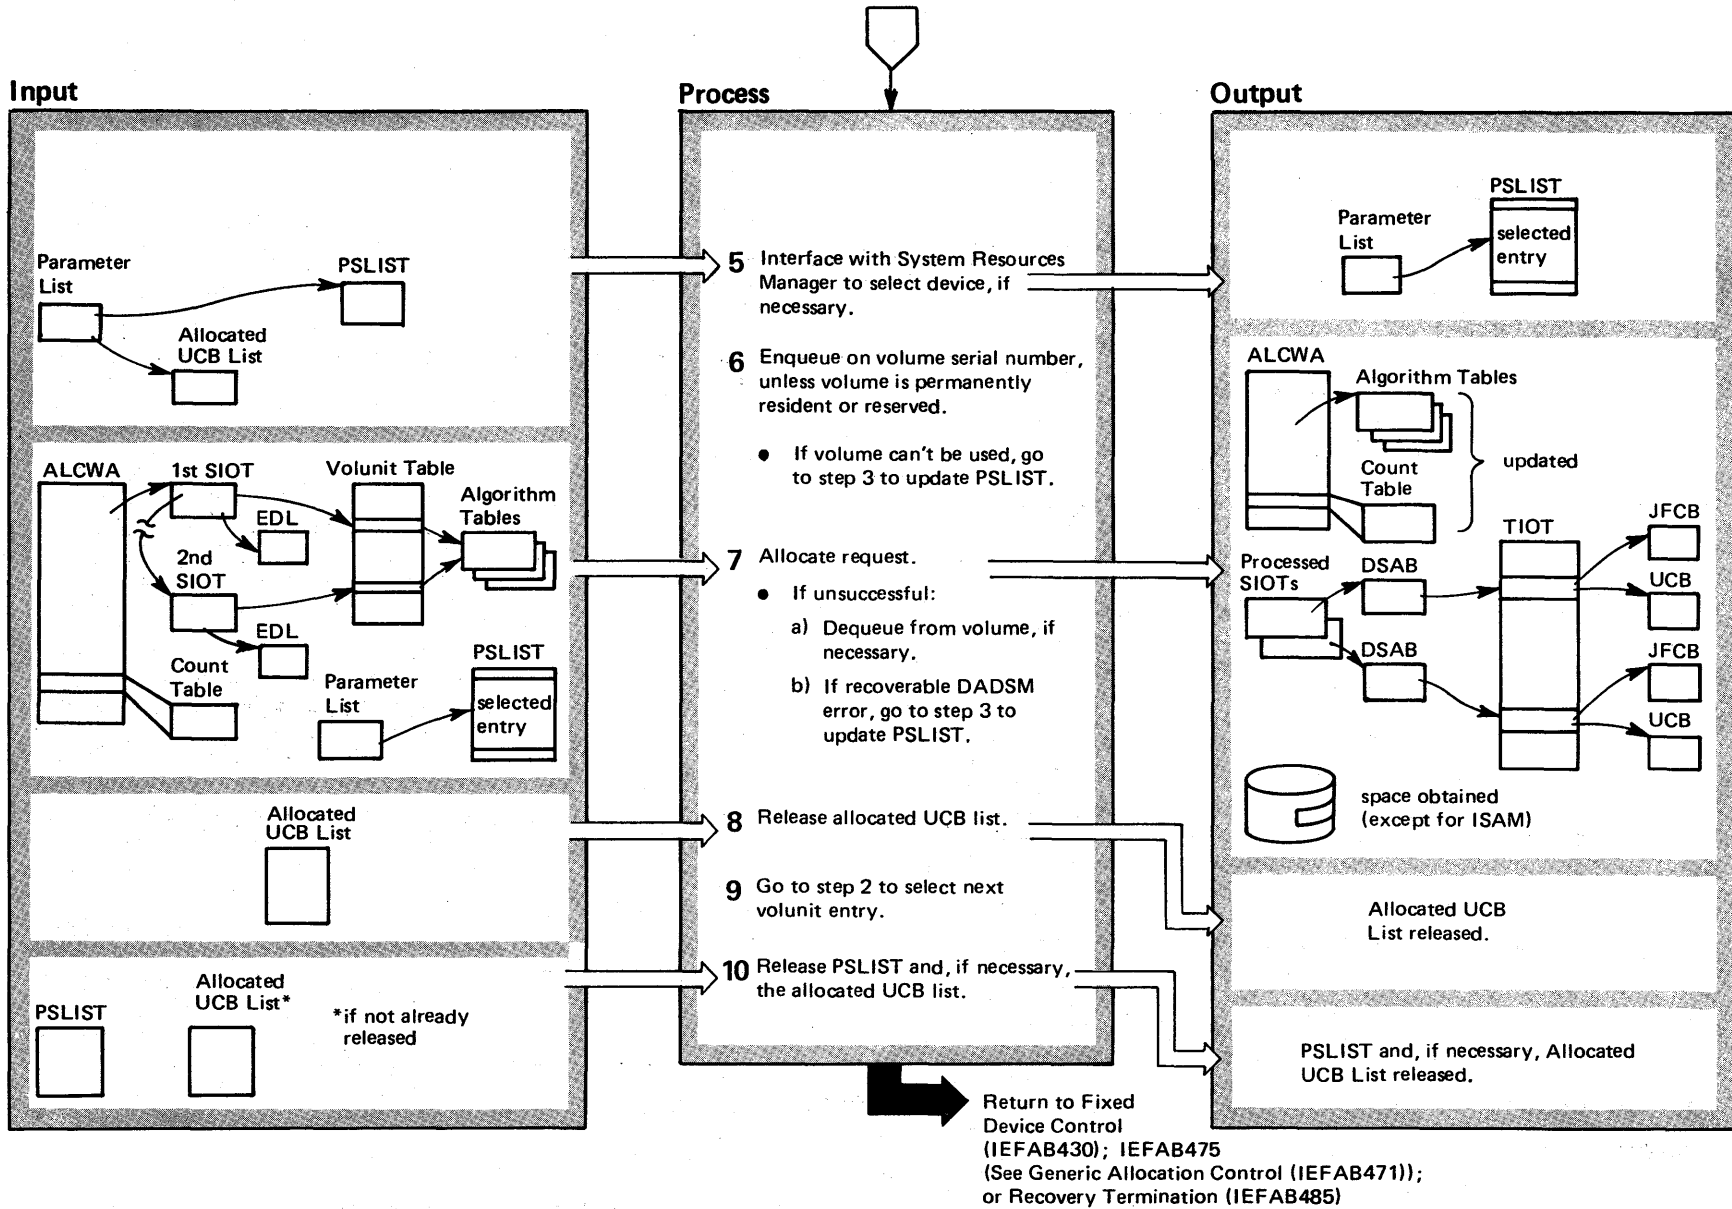 Input
Parameter
List
PSLIST
Allocated
UCB List
ALCWA
1st SIOT
Volunit Table
Algorithm
Tables
EDL
2nd
SIOT
EDL
Count
Table
Parameter
List
PSLIST
selected
entry
Allocated
UCB List
PSLIST
Allocated
UCB List*
*if not already
released
Process
5 Interface with System Resources
Manager to select device, if
necessary.
6 Enqueue on volume serial number,
unless volume is permanently
resident or reserved.
● If volume can't be used, go
to step 3 to update PSLIST.
7 Allocate request.
● If unsuccessful:
a) Dequeue from volume, if
necessary.
b) If recoverable DADSM
error, go to step 3 to
update PSLIST.
8 Release allocated UCB list.
9 Go to step 2 to select next
volunit entry.
10 Release PSLIST and, if necessary,
the allocated UCB list.
Return to Fixed
Device Control
(IEFAB430); IEFAB475
(See Generic Allocation Control (IEFAB471));
or Recovery Termination (IEFAB485)
Output
Parameter
List
PSLIST
selected
entry
ALCWA
Algorithm Tables
Count
Table
updated
Processed
SIOTs
DSAB
DSAB
TIOT
JFCB
UCB
JFCB
UCB
space obtained
(except for ISAM)
Allocated UCB
List released.
PSLIST and, if necessary, Allocated
UCB List released.